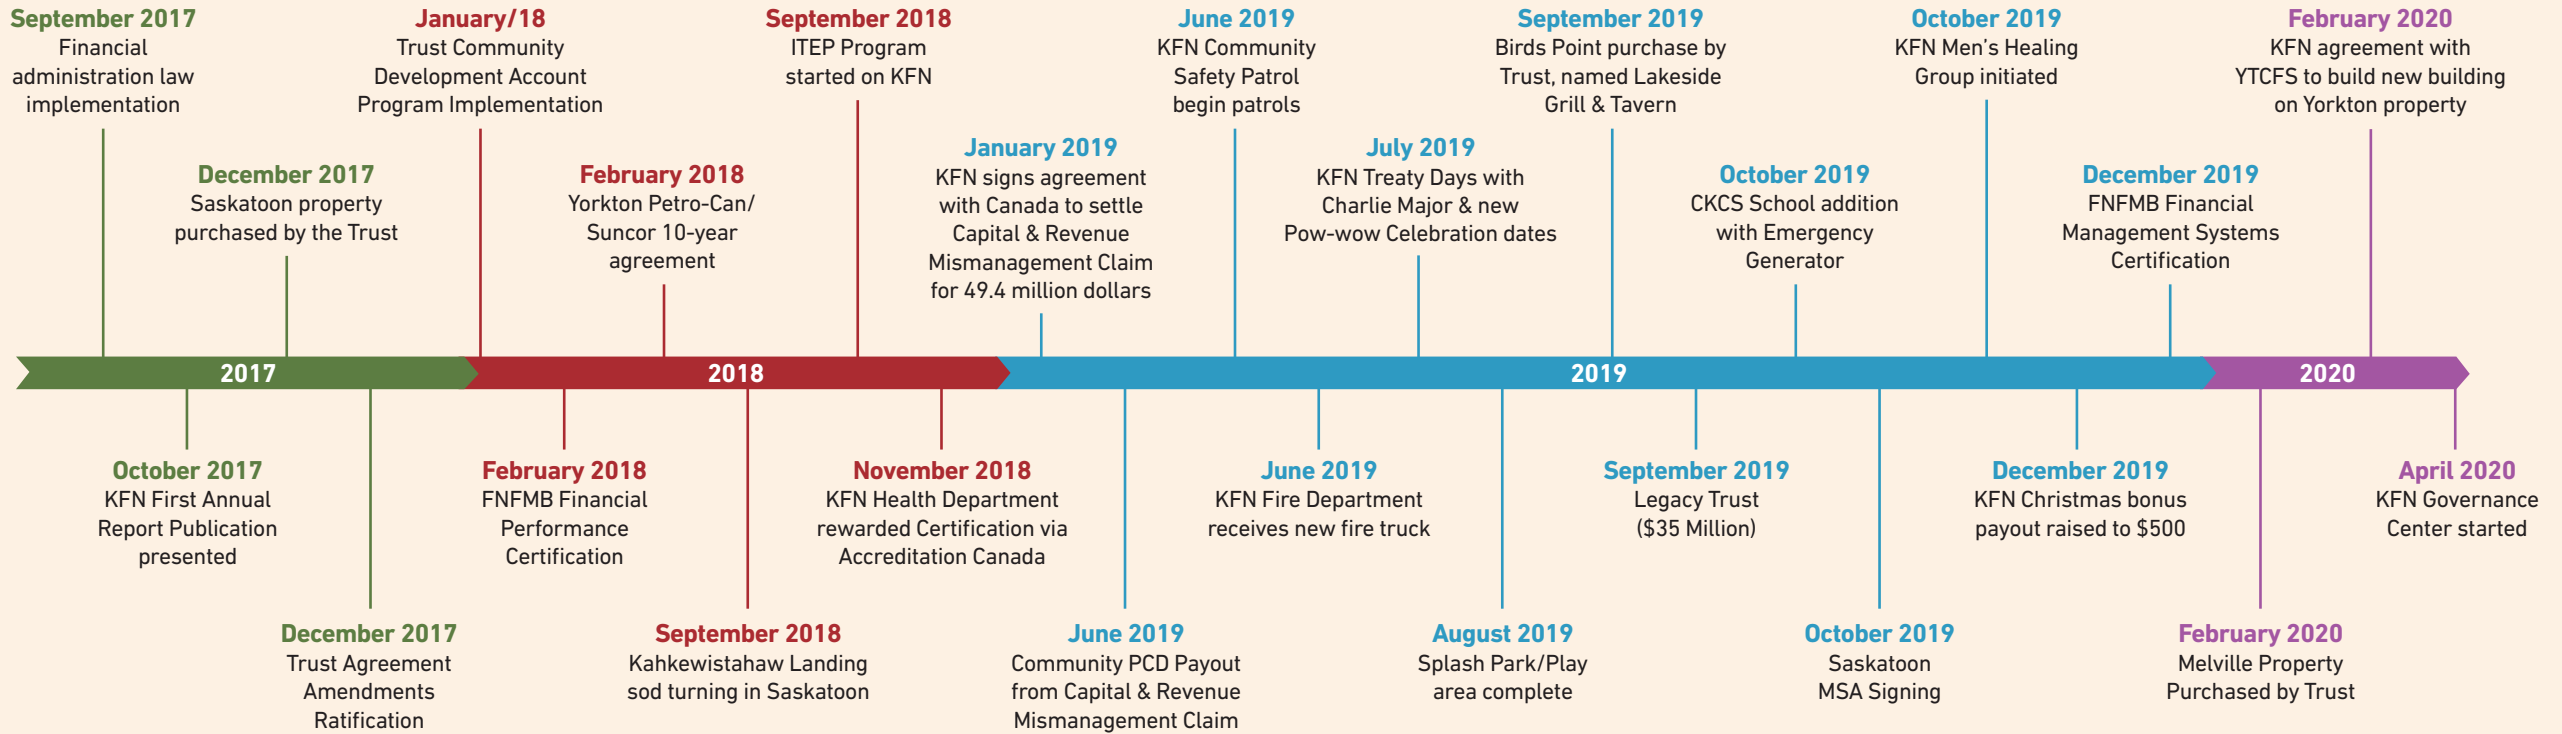 September 2017
Financial
administration law
implementation
January/18
Trust Community
Development Account
Program Implementation
September 2018
ITEP Program
started on KFN
June 2019
KFN Community
Safety Patrol
begin patrols
September 2019
Birds Point purchase by
Trust, named Lakeside
Grill & Tavern
October 2019
KFN Men's Healing
Group initiated
February 2020
KFN agreement with
YTCFS to build new building
on Yorkton property
December 2017
Saskatoon property
purchased by the Trust
February 2018
Yorkton Petro-Can/
Suncor 10-year
agreement
January 2019
KFN signs agreement
with Canada to settle
Capital & Revenue
Mismanagement Claim
for 49.4 million dollars
July 2019
KFN Treaty Days with
Charlie Major & new
Pow-wow Celebration dates
October 2019
CKCS School addition
with Emergency
Generator
December 2019
FNFMB Financial
Management Systems
Certification
2017
2018
2019
2020
October 2017
KFN First Annual
Report Publication
presented
February 2018
FNFMB Financial
Performance
Certification
November 2018
KFN Health Department
rewarded Certification via
Accreditation Canada
June 2019
KFN Fire Department
receives new fire truck
September 2019
Legacy Trust
($35 Million)
December 2019
KFN Christmas bonus
payout raised to $500
April 2020
KFN Governance
Center started
December 2017
Trust Agreement
Amendments
Ratification
September 2018
Kahkewistahaw Landing
sod turning in Saskatoon
June 2019
Community PCD Payout
from Capital & Revenue
Mismanagement Claim
August 2019
Splash Park/Play
area complete
October 2019
Saskatoon
MSA Signing
February 2020
Melville Property
Purchased by Trust